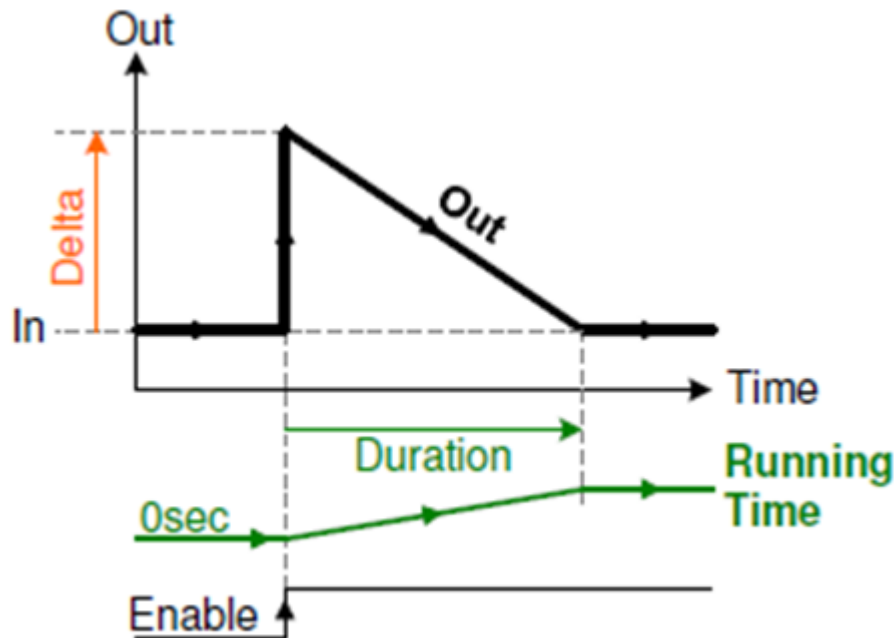 Out
Delta
Out
In
Time
Duration
Running
Time
0sec
Enable